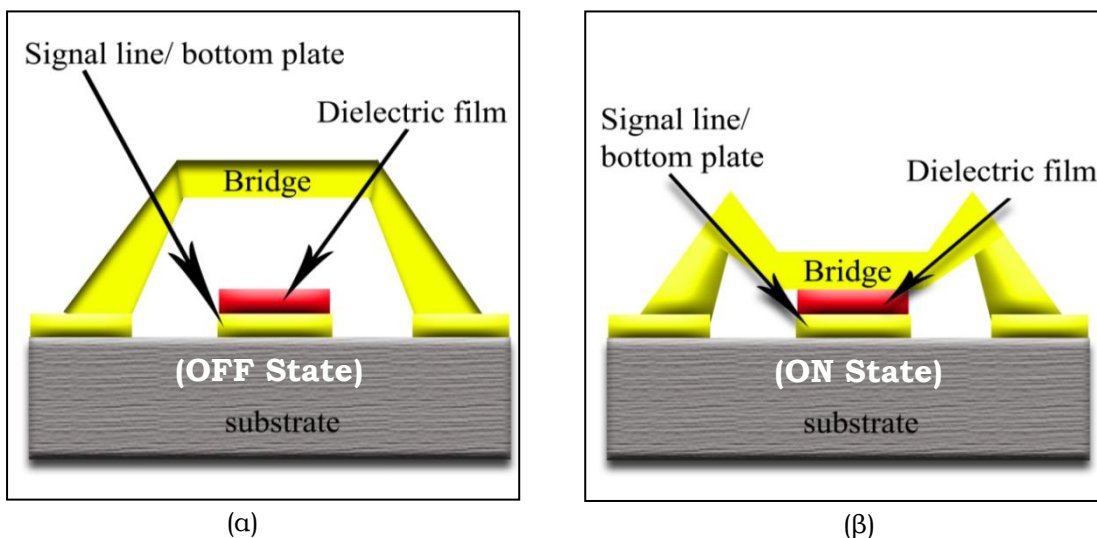 Signal line/ bottom plate
Dielectric film
Bridge
(OFF State)
substrate
(α)
Signal line/
bottom plate
Dielectric film
Bridge
(ON State)
substrate
(β)